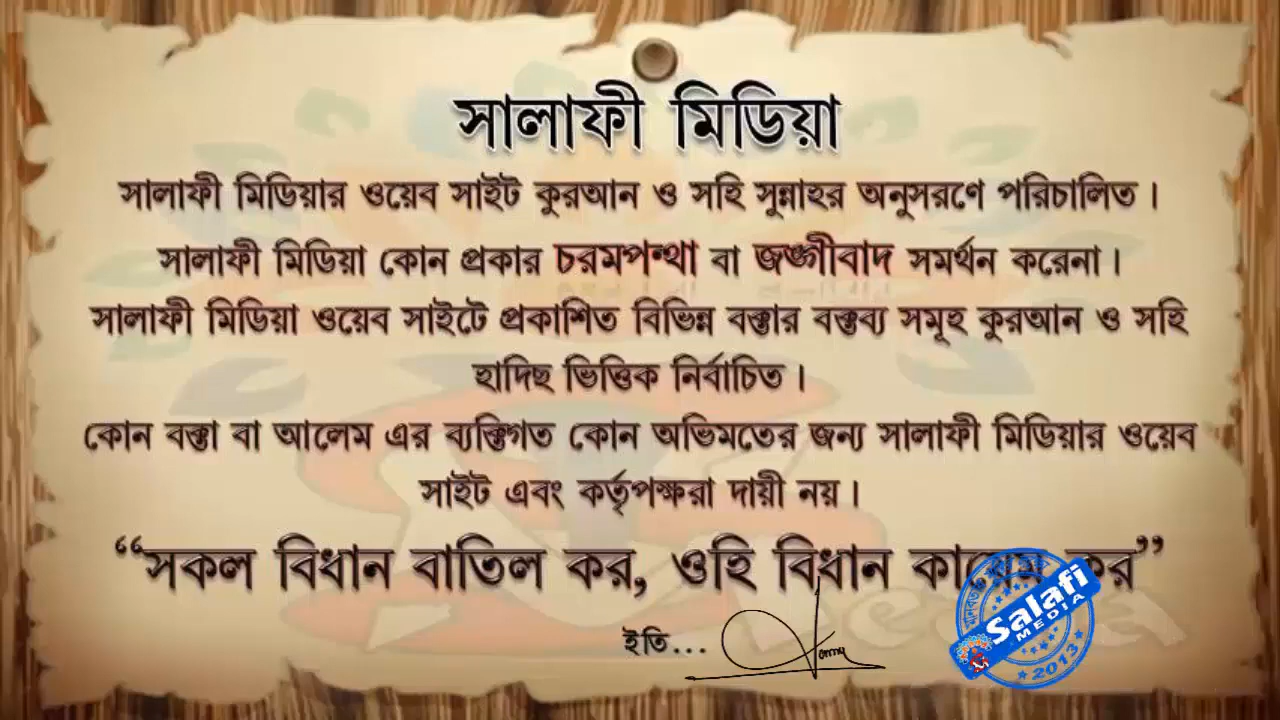 সালাফী মিডিয়া
সালাফী মিডিয়ার ওয়েব সাইট কুরআন ও সহি সুন্নাহর অনুসরণে পরিচালিত।
সালাফী মিডিয়া কোন প্রকার চরমপন্থা বা জঙ্গীবাদ সমর্থন করেনা।
সালাফী মিডিয়া ওয়েব সাইটে প্রকাশিত বিভিন্ন বক্তার বক্তব্য সমূহ কুরআন ও সহি
হাদিছ ভিত্তিক নির্বাচিত।
কোন বক্তা বা আলেম এর ব্যক্তিগত কোন অভিমতের জন্য সালাফী মিডিয়ার ওয়েব
সাইট এবং কর্তৃপক্ষরা দায়ী নয়।
“সকল বিধান বাতিল কর, ওহি বিধান কায়েম কর”
ইতি...
Salafi
MEDIA
2013